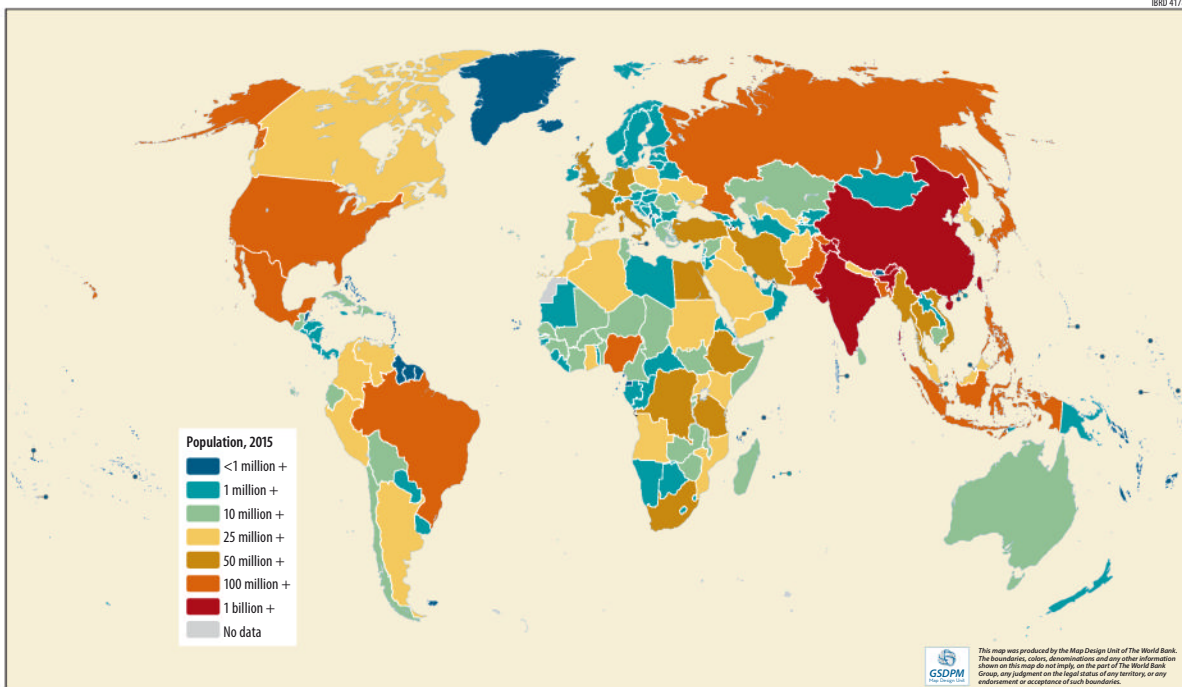 Population, 2015
<1 million +
1 million +
10 million +
25 million +
50 million +
100 million +
1 billion +
No data
GSDPM
Map Design Unit
This map was produced by the Map Design Unit of The World Bank.
The boundaries, colors, denominations and any other information
shown on this map do not imply, on the part of The World Bank
Group, any judgment on the legal status of any territory, or any
endorsement or acceptance of such boundaries.